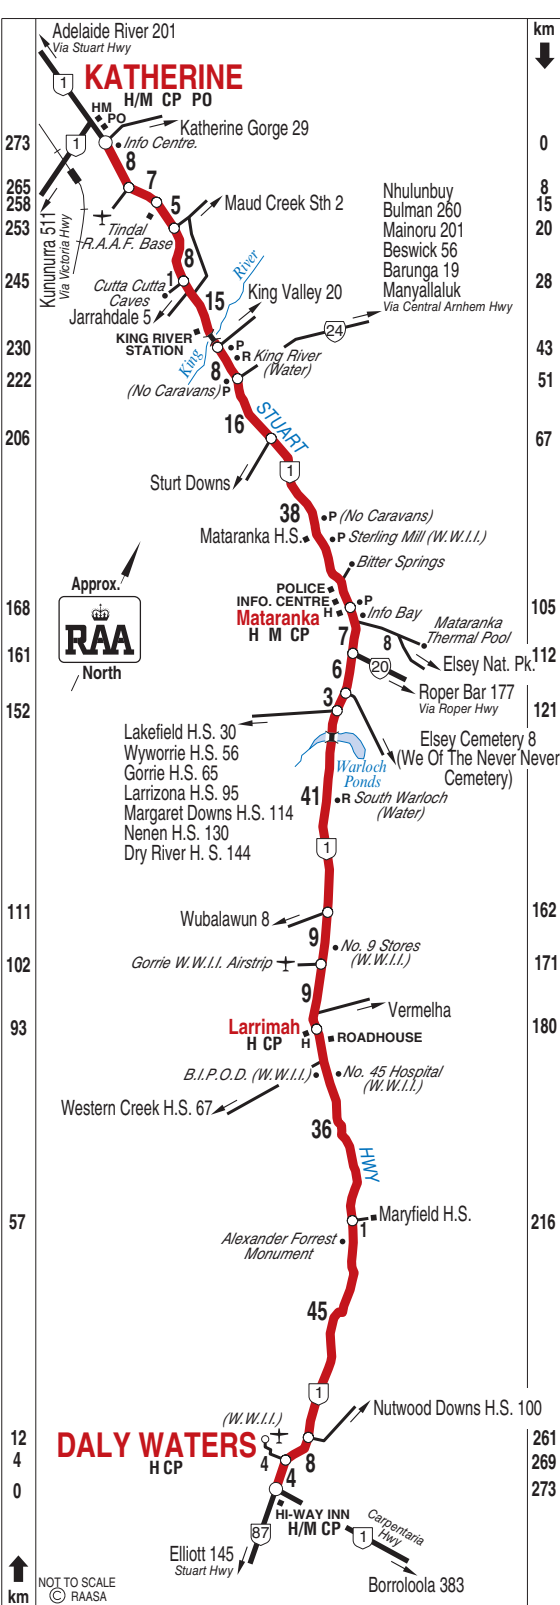 km
Adelaide River 201
Via Stuart Hwy
1
KATHERINE
H/M CP PO
HM
PO
Katherine Gorge 29
1
Info Centre.
273
0
8
265
8
7
258
15
5
Maud Creek Sth 2
253
20
Tindal
R.A.A.F. Base
Kununurra 511
Via Victoria Hwy
Nhulunbuy
Bulman 260
Mainoru 201
Beswick 56
Barunga 19
Manyallaluk
Via Central Arnhem Hwy
8
245
1
28
Cutta Cutta
Caves
15
River
King Valley 20
Jarrahdale 5
24
KING RIVER
STATION
King
230
P
43
R
King River
(Water)
8
222
51
(No Caravans)
P
16
STUART
206
67
1
Sturt Downs
38
P (No Caravans)
Mataranka H.S.
P Sterling Mill (W.W.I.I.)
Bitter Springs
Approx.
RAA
North
POLICE
INFO. CENTRE
P
168
H
105
Mataranka
H M CP
Info Bay
Mataranka
Thermal Pool
7
8
161
112
6
20
Elsey Nat. Pk.
Roper Bar 177
Via Roper Hwy
3
152
121
Lakefield H.S. 30
Wyworrie H.S. 56
Gorrie H.S. 65
Larrizona H.S. 95
Margaret Downs H.S. 114
Nenen H.S. 130
Dry River H. S. 144
Elsey Cemetery 8
(We Of The Never Never
Cemetery)
Warloch
Ponds
41
R South Warloch
(Water)
1
111
162
Wubalawun 8
9
No. 9 Stores
(W.W.I.I.)
102
Gorrie W.W.I.I. Airstrip
171
9
Vermelha
93
Larrimah
H CP
H
ROADHOUSE
180
B.I.P.O.D. (W.W.I.I.)
No. 45 Hospital
(W.W.I.I.)
Western Creek H.S. 67
36
HWY
57
1
Maryfield H.S.
216
Alexander Forrest
Monument
45
1
Nutwood Downs H.S. 100
(W.W.I.I.)
12
261
DALY WATERS
H CP
4
4
8
269
4
0
273
HI-WAY INN
H/M CP
87
1
Carpentaria
Hwy
Elliott 145
Stuart Hwy
Borroloola 383
km
NOT TO SCALE
© RAASA